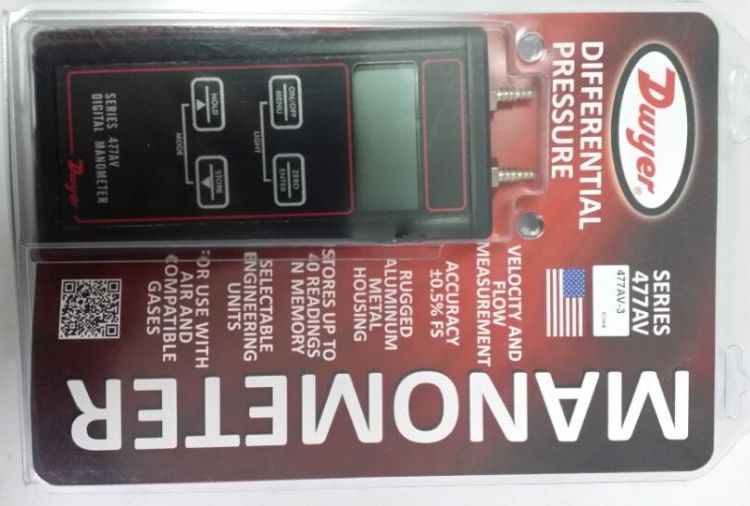 Dwyer®
DIFFERENTIAL
PRESSURE
SERIES
477AV
477AV-3
MANOMETER
VELOCITY AND
FLOW
MEASUREMENT
ACCURACY
±0.5% FS
RUGGED
ALUMINUM
METAL
HOUSING
STORES UP TO
40 READINGS
IN MEMORY
SELECTABLE
ENGINEERING
UNITS
FOR USE WITH
AIR AND
COMPATIBLE
GASES
ON/OFF
MENU
ZERO
ENTER
LIGHT
HOLD
STORE
MODE
SERIES 477AV
DIGITAL MANOMETER
Dwyer